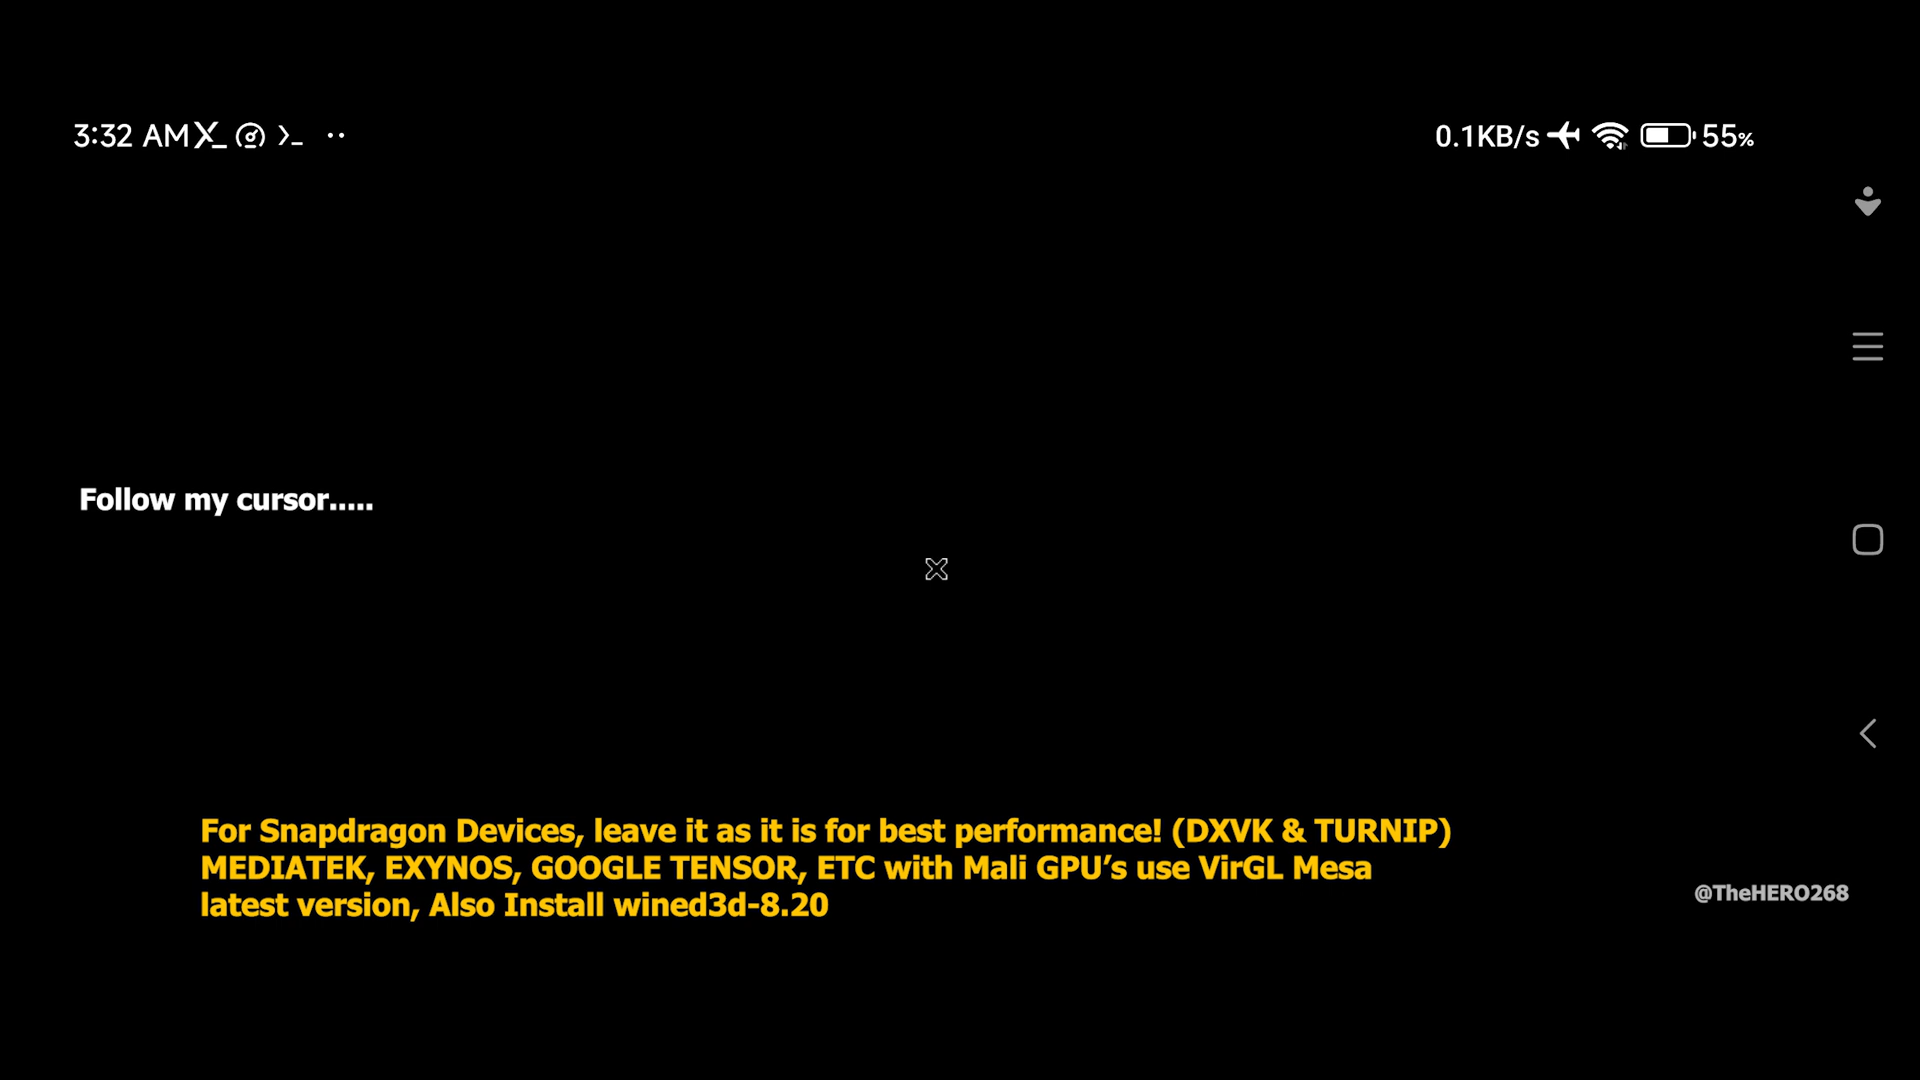 3:32 AM
0.1KB/s 55%
Follow my cursor.....
For Snapdragon Devices, leave it as it is for best performance! (DXVK & TURNIP)
MEDIATEK, EXYNOS, GOOGLE TENSOR, ETC with Mali GPU’s use VirGL Mesa
latest version, Also Install wined3d-8.20
@TheHERO268